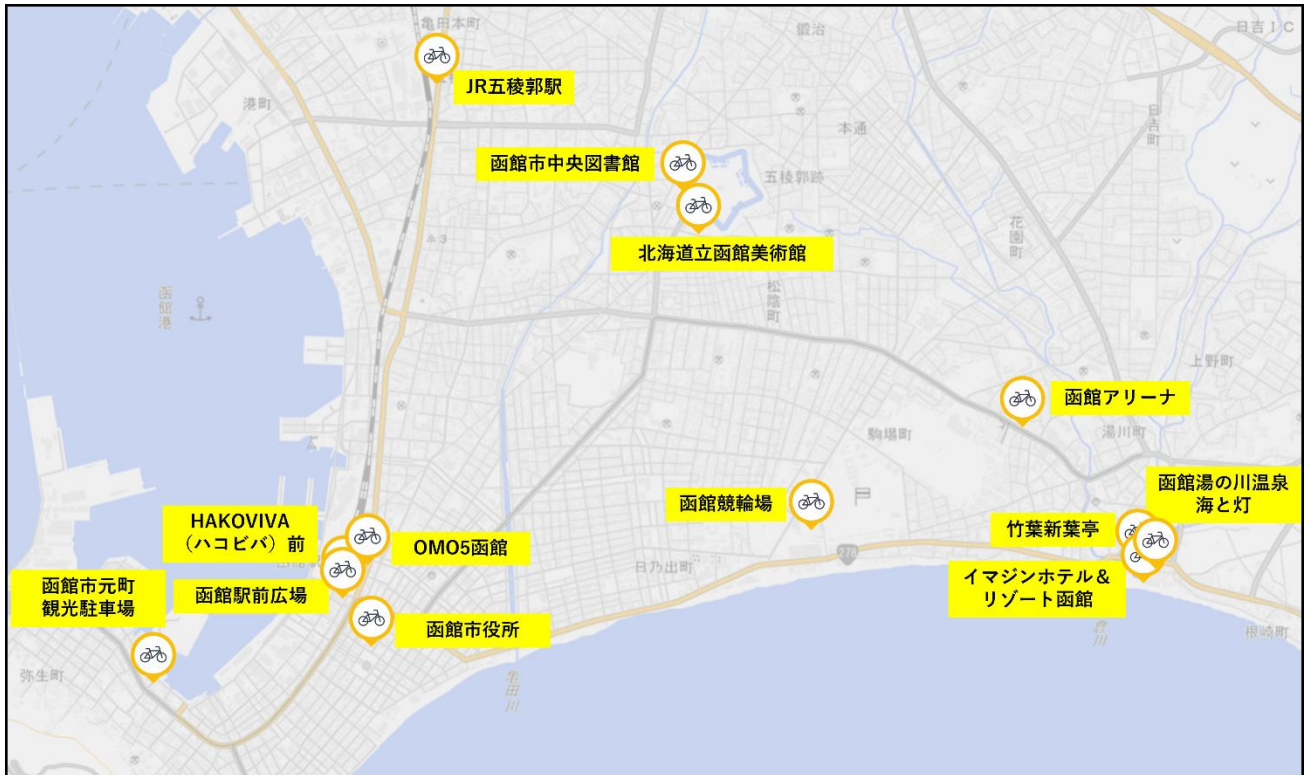 亀田本町
鍛治
日吉IC
JR五稜郭駅
港町
本通
日吉町
函館市中央図書館
五稜郭跡
花園町
北海道立函館美術館
松陰町
函館港
上野町
函館アリーナ
駒場町
湯川町
函館湯の川温泉
海と灯
函館競輪場
HAKOVIVA
（ハコビバ）前
OMO5函館
竹葉新葉亭
278
日乃出町
イマジンホテル＆
リゾート函館
函館市元町
観光駐車場
函館駅前広場
函館市役所
根崎町
弥生町
亀田川